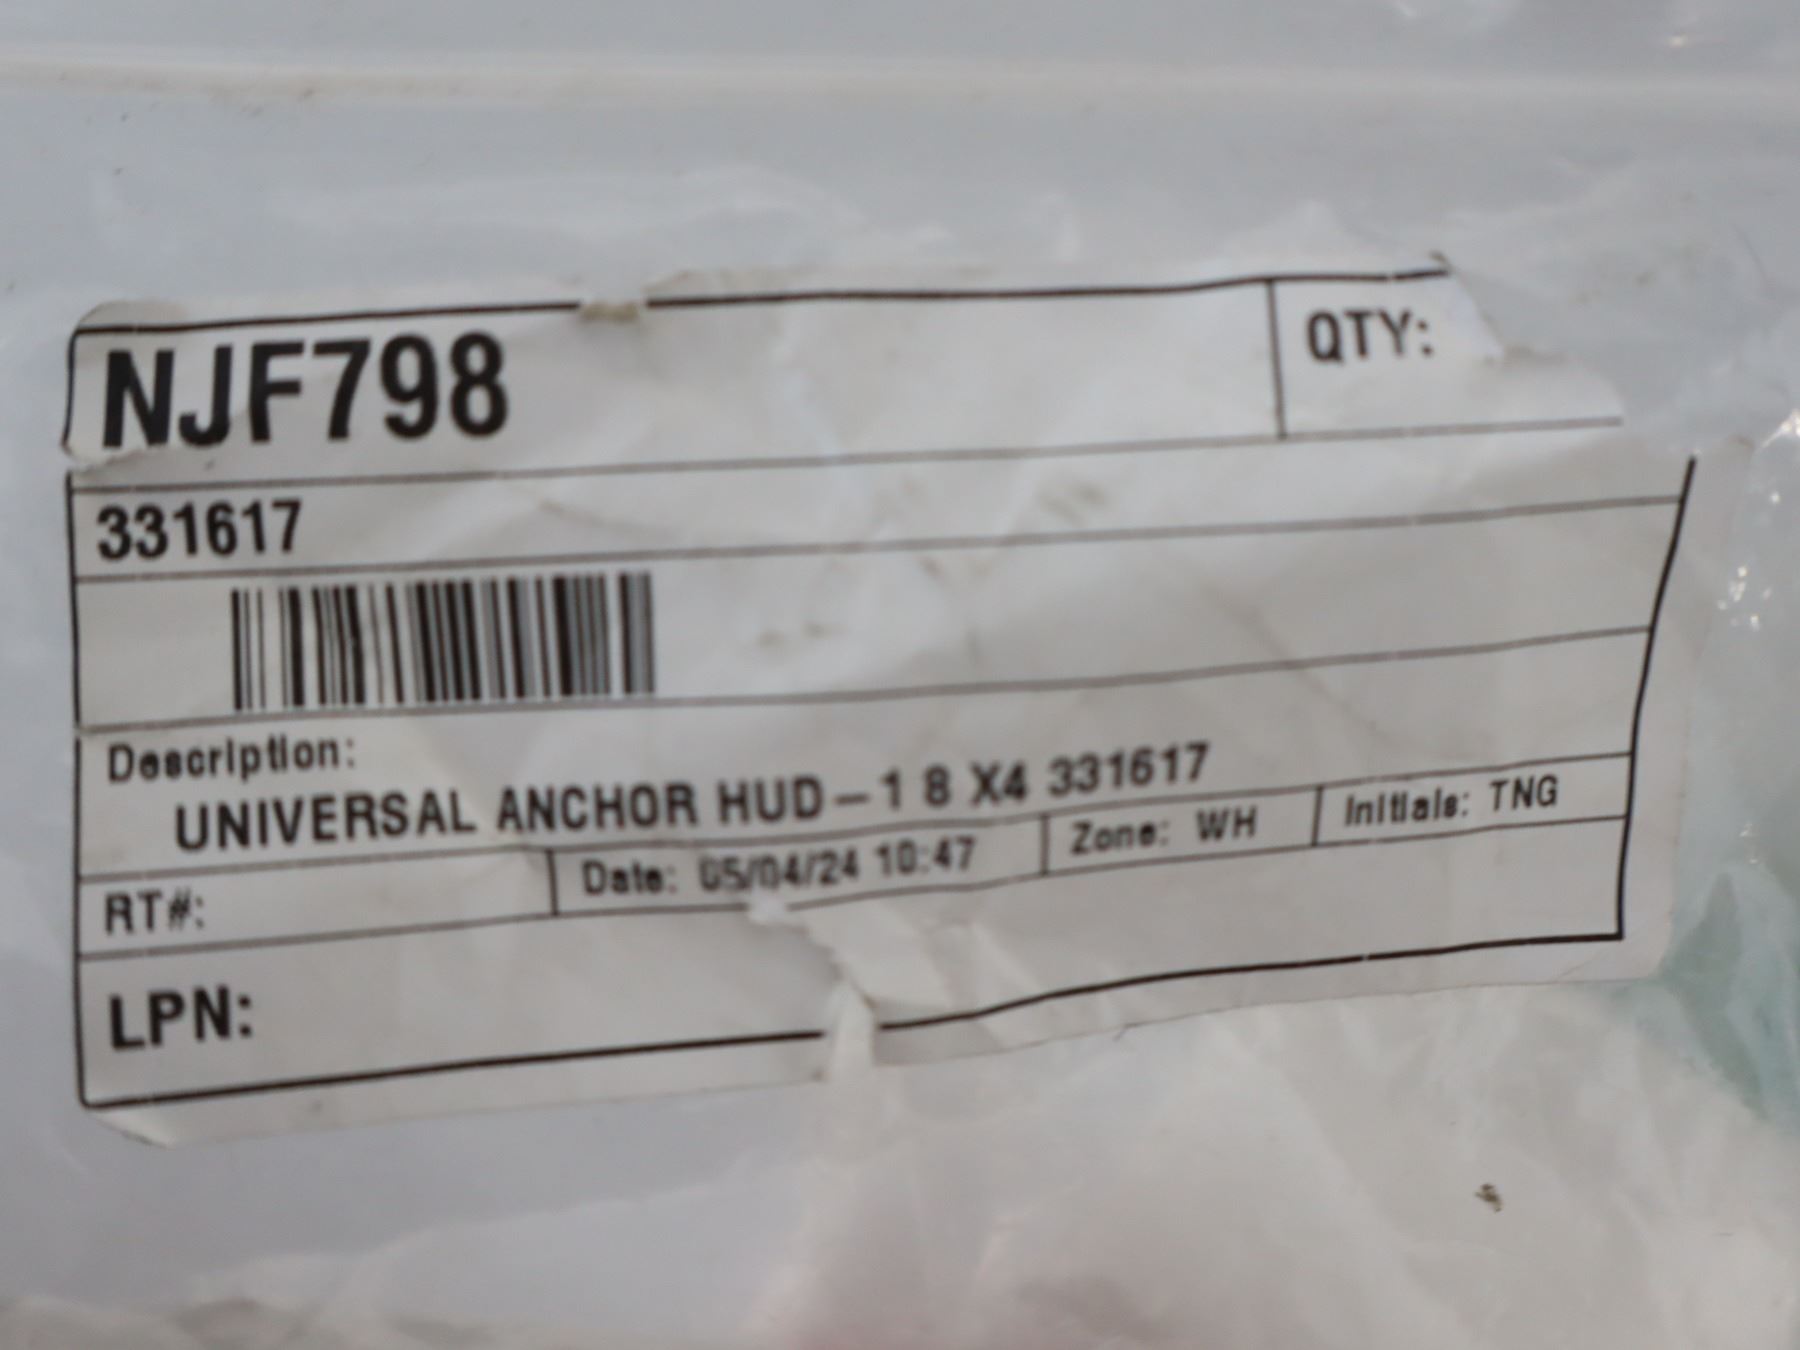 NJF798
QTY:
331617
Description:
UNIVERSAL ANCHOR HUD-1 8 X4 331617
RT#:
Date: 05/04/24 10:47
Zone: WH
Initials: TNG
LPN: